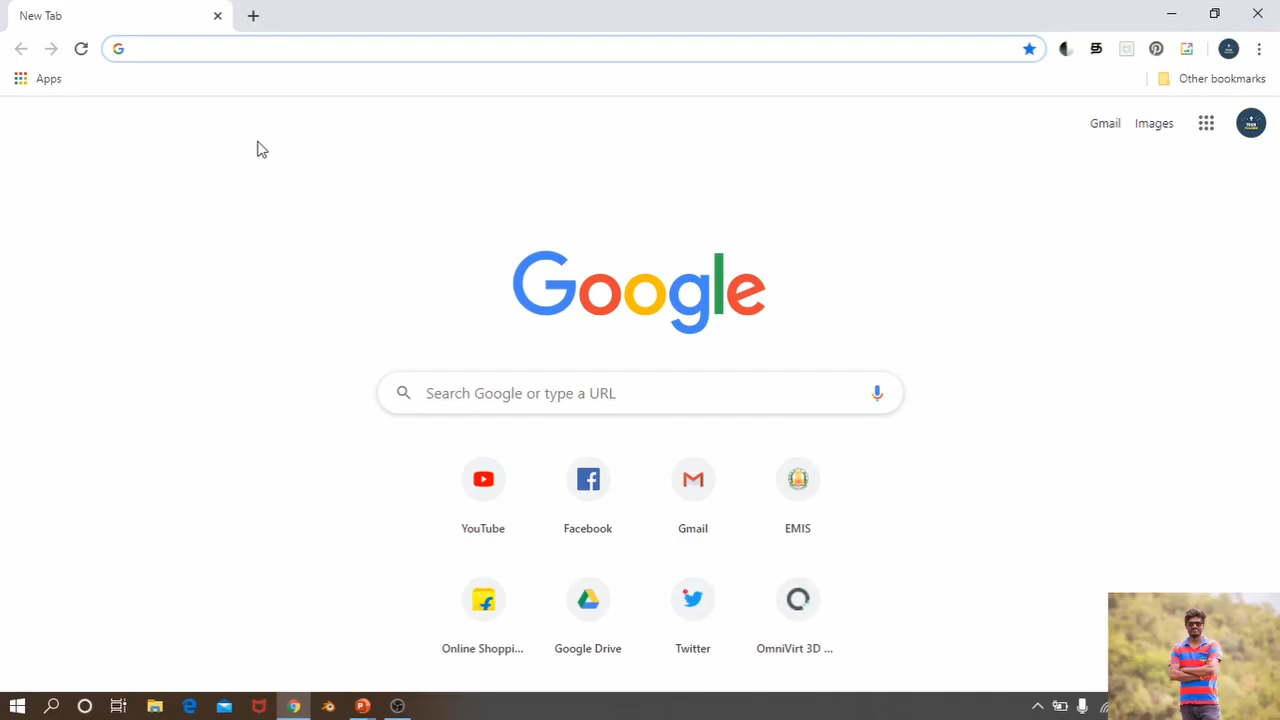 New Tab
Apps
Other bookmarks
Gmail
Images
Google
Search Google or type a URL
YouTube
Facebook
Gmail
EMIS
Online Shoppi...
Google Drive
Twitter
OmniVirt 3D ...